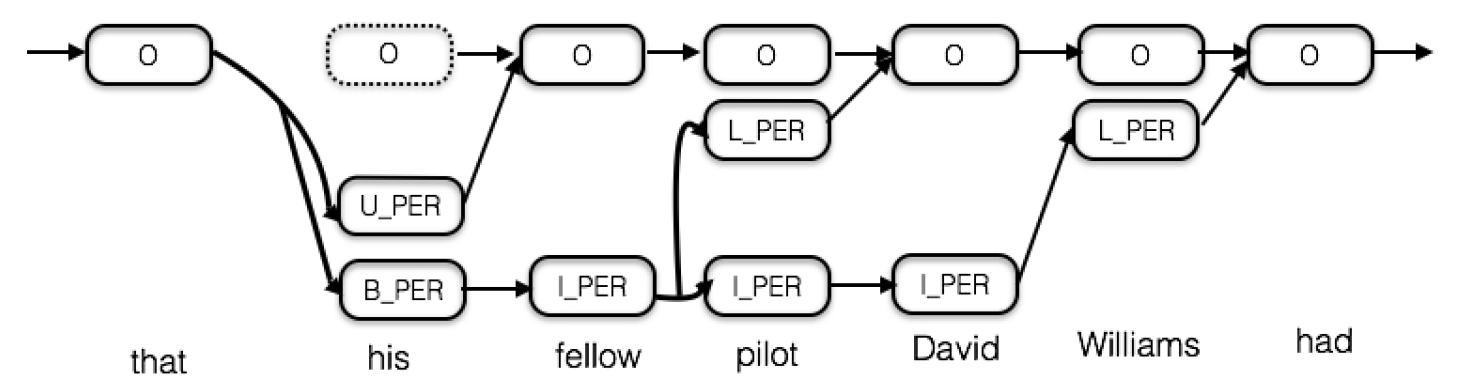 O O O O O O O
L_PER L_PER
U_PER
B_PER I_PER I_PER I_PER
that his fellow pilot David Williams had